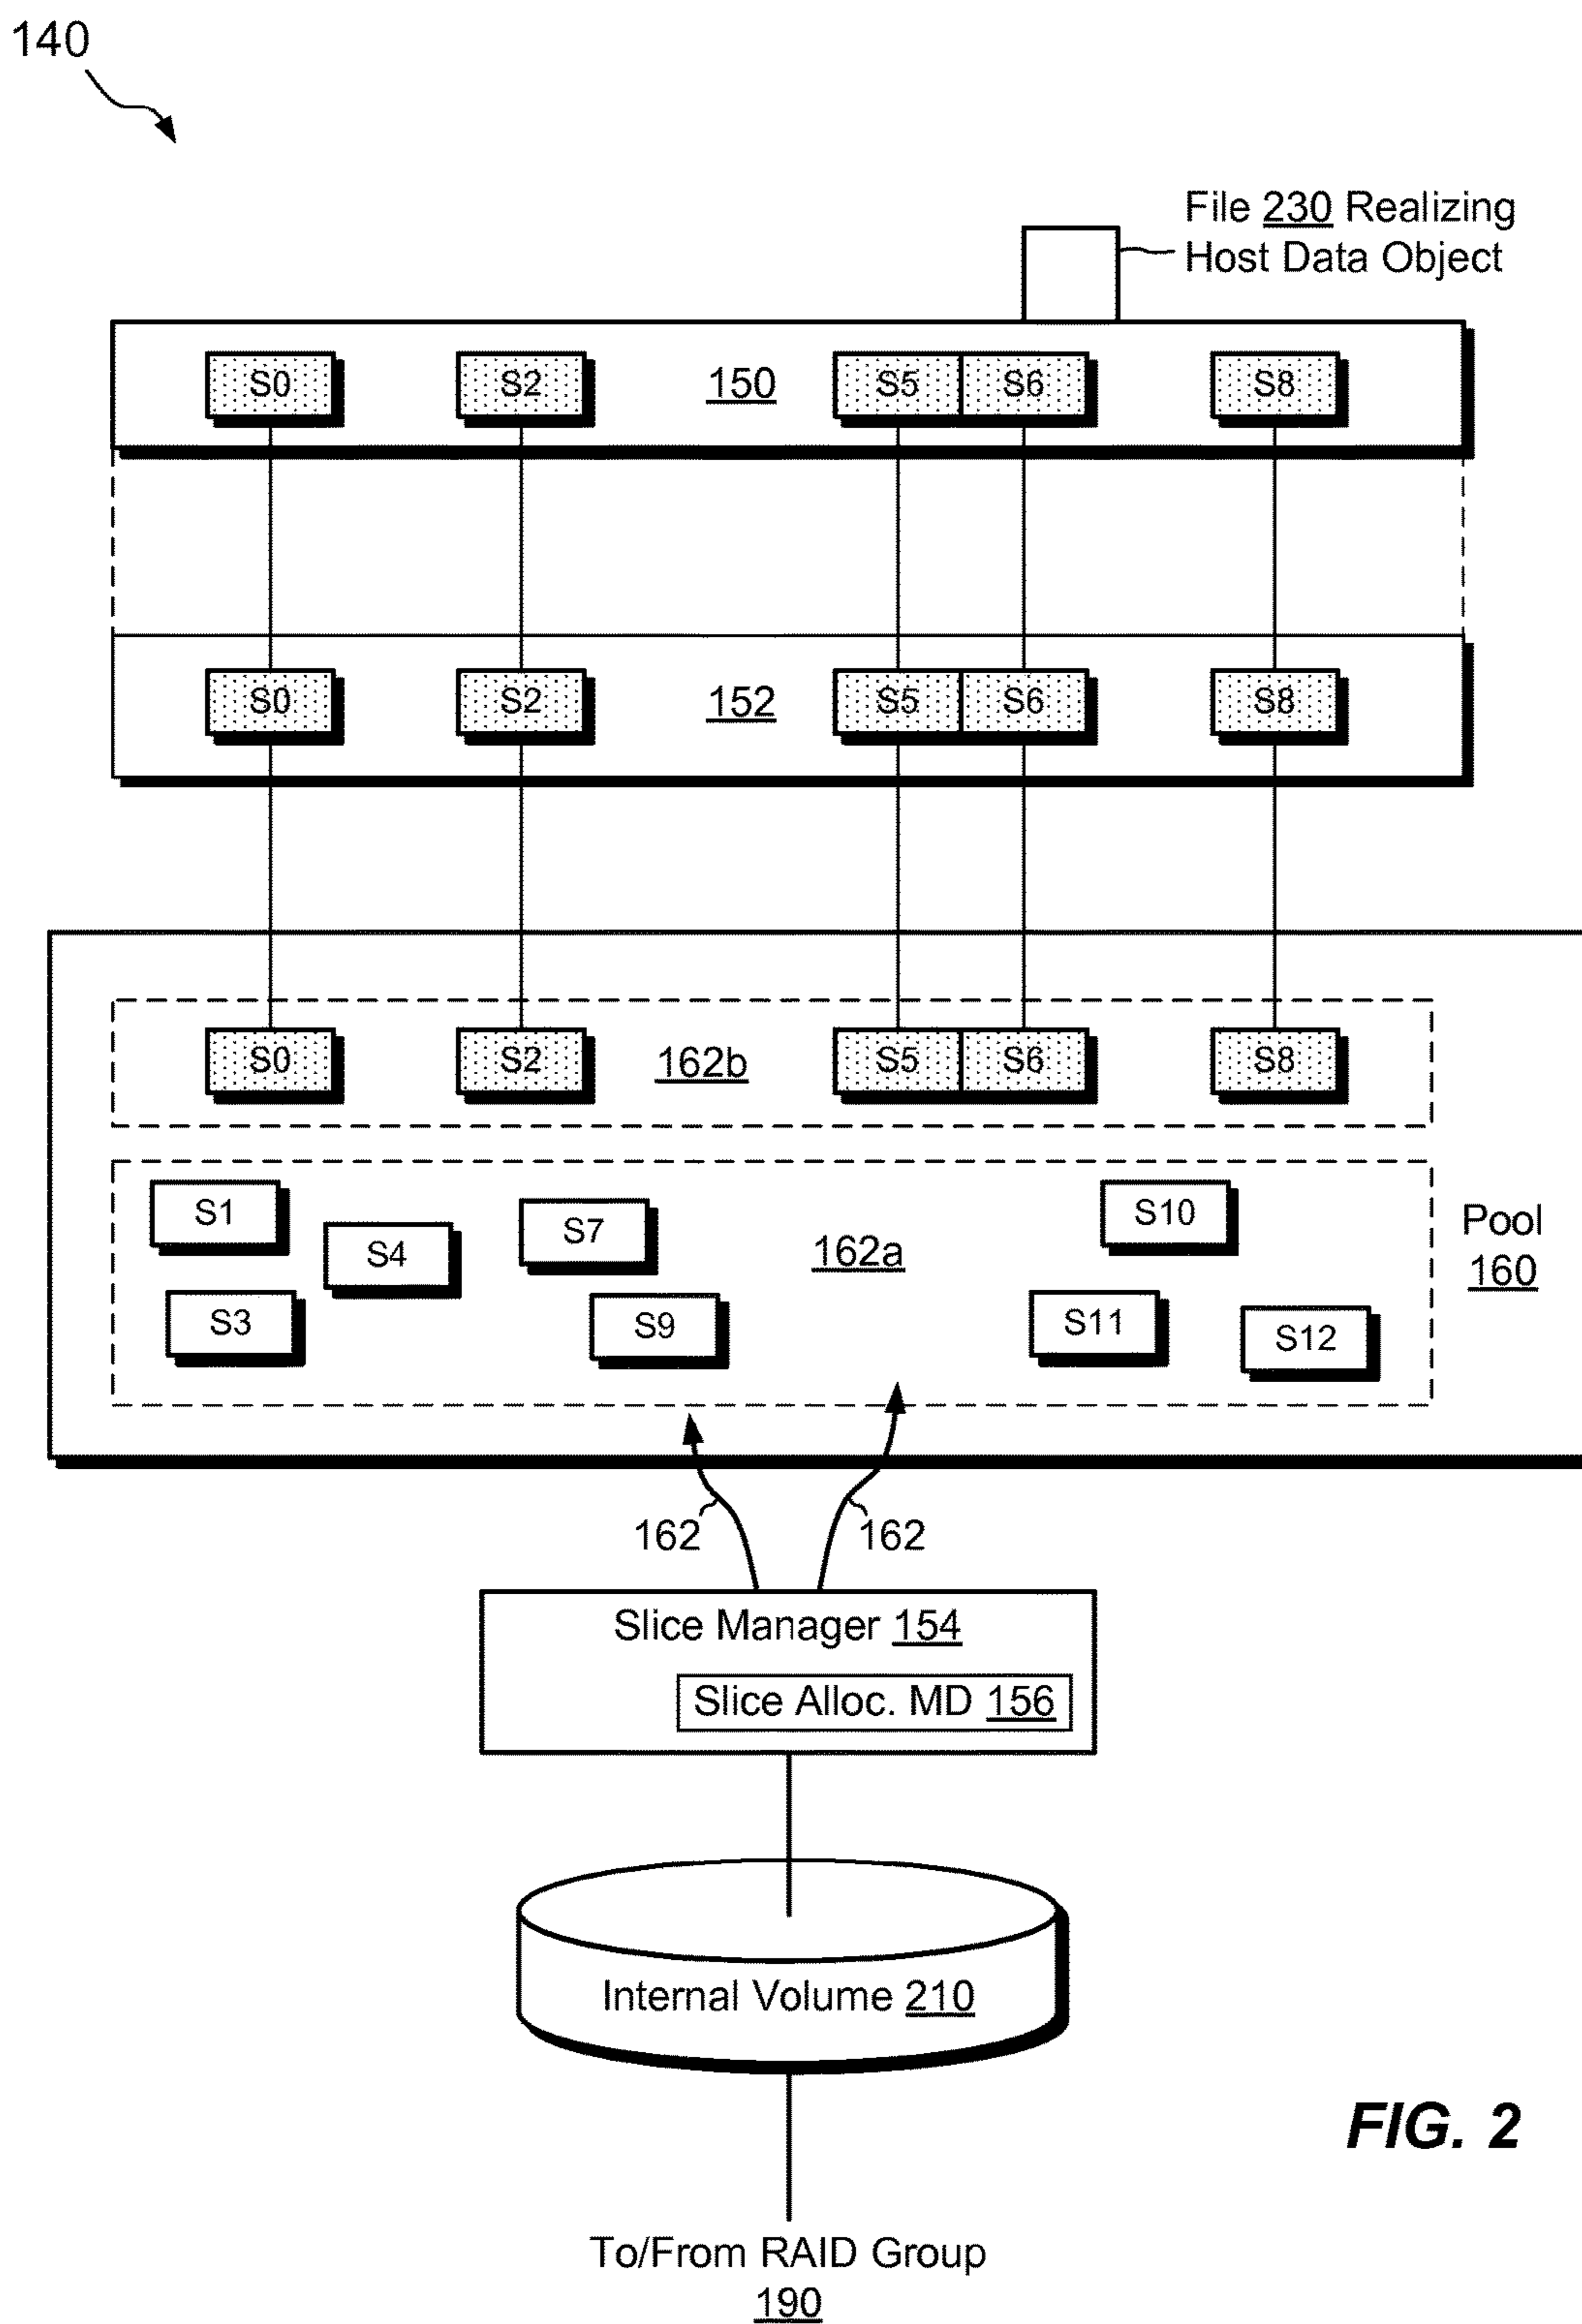 140
File 230 Realizing
Host Data Object
S0 S2 150 S5 S6 S8
S0 S2 152 S5 S6 S8
S0 S2 162b S5 S6 S8
S1 S4 S7 162a S10
S3 S9 S11 S12
Pool
160
162 162
Slice Manager 154
Slice Alloc. MD 156
Internal Volume 210
FIG. 2
To/From RAID Group
190